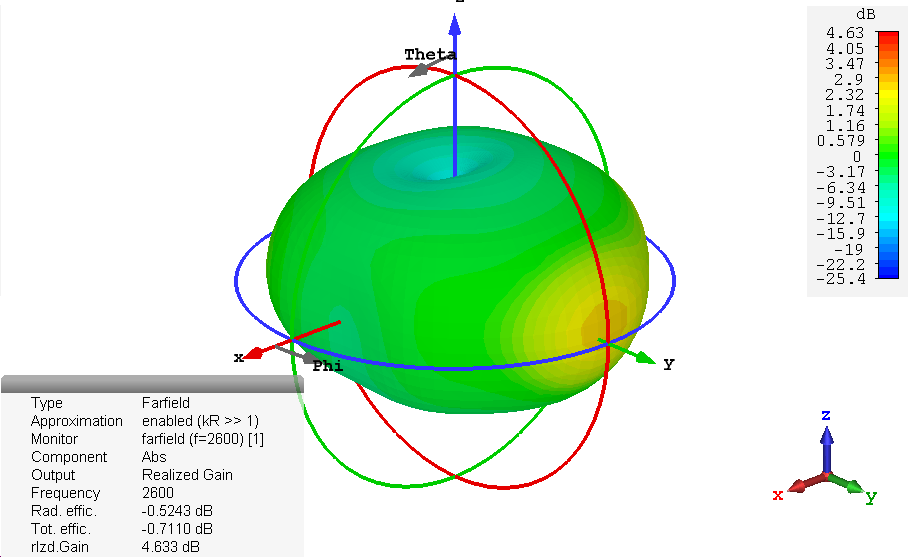 dB
4.63
4.05
3.47
2.9
2.32
1.74
1.16
0.579
0
-3.17
-6.34
-9.51
-12.7
-15.9
-19
-22.2
-25.4
Theta
x
Phi
Y
Type Farfield
Approximation enabled (kR >> 1)
Monitor farfield (f=2600) [1]
Component Abs
Output Realized Gain
Frequency 2600
Rad. effic. -0.5243 dB
Tot. effic. -0.7110 dB
rlzd.Gain 4.633 dB
z
x
y